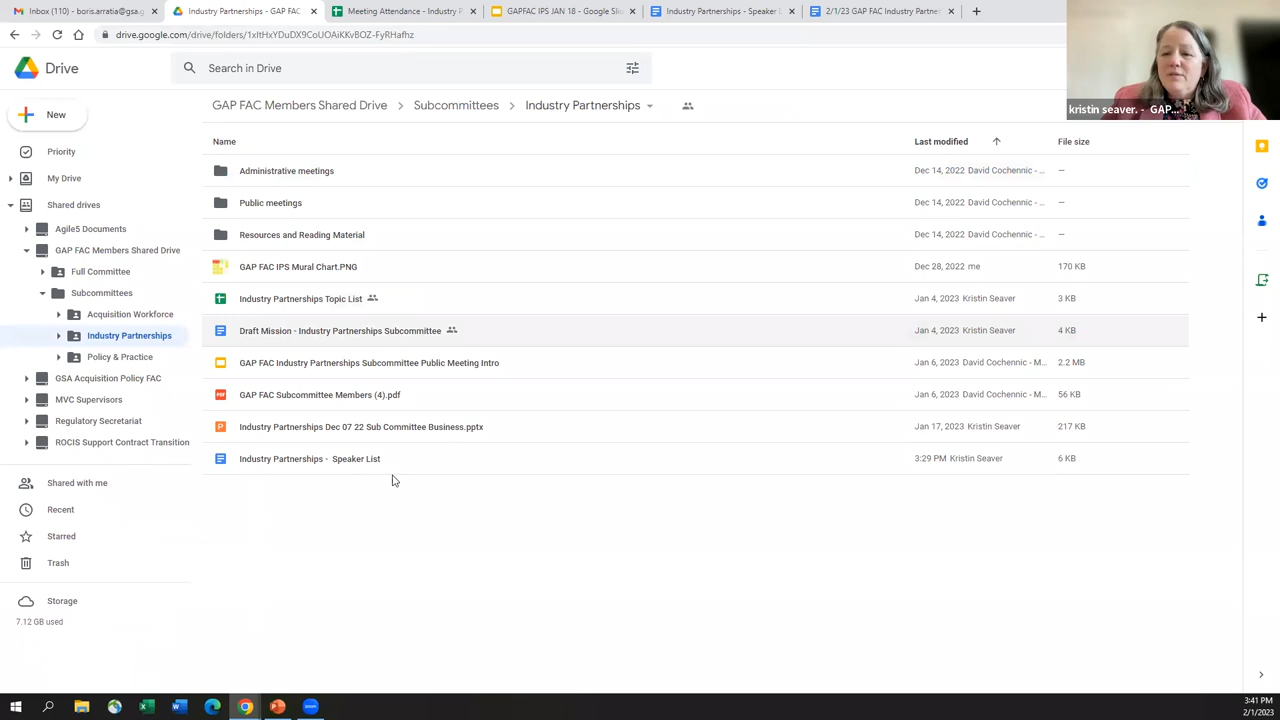 Inbox (110) - boris.arratia@gsa.g
Industry Partnerships - GAP FAC
Meeting Attendance - Industry P
GAPFAC IPS JAN 18 - Google Sli
Industry Partnerships - Speaker L
2/1/23 GAP FAC Industry Partne
drive.google.com/drive/folders/1xItHxYDuDX9CoUOAiKKvBOZ-FyRHafhz
Drive
Search in Drive
kristin seaver. - GAP...
New
GAP FAC Members Shared Drive
Subcommittees
Industry Partnerships
Name
Last modified
File size
Priority
My Drive
Shared drives
Agile5 Documents
GAP FAC Members Shared Drive
Full Committee
Subcommittees
Acquisition Workforce
Industry Partnerships
Policy & Practice
GSA Acquisition Policy FAC
MVC Supervisors
Regulatory Secretariat
ROCIS Support Contract Transition
Shared with me
Recent
Starred
Trash
Storage
7.12 GB used
Administrative meetings Dec 14, 2022 David Cochennic - ... —
Public meetings Dec 14, 2022 David Cochennic - ... —
Resources and Reading Material Dec 14, 2022 David Cochennic - ... —
GAP FAC IPS Mural Chart.PNG Dec 28, 2022 me 170 KB
Industry Partnerships Topic List Jan 4, 2023 Kristin Seaver 3 KB
Draft Mission - Industry Partnerships Subcommittee Jan 4, 2023 Kristin Seaver 4 KB
GAP FAC Industry Partnerships Subcommittee Public Meeting Intro Jan 6, 2023 David Cochennic - M... 2.2 MB
GAP FAC Subcommittee Members (4).pdf Jan 6, 2023 David Cochennic - M... 56 KB
Industry Partnerships Dec 07 22 Sub Committee Business.pptx Jan 17, 2023 Kristin Seaver 217 KB
Industry Partnerships - Speaker List 3:29 PM Kristin Seaver 6 KB
3:41 PM
2/1/2023